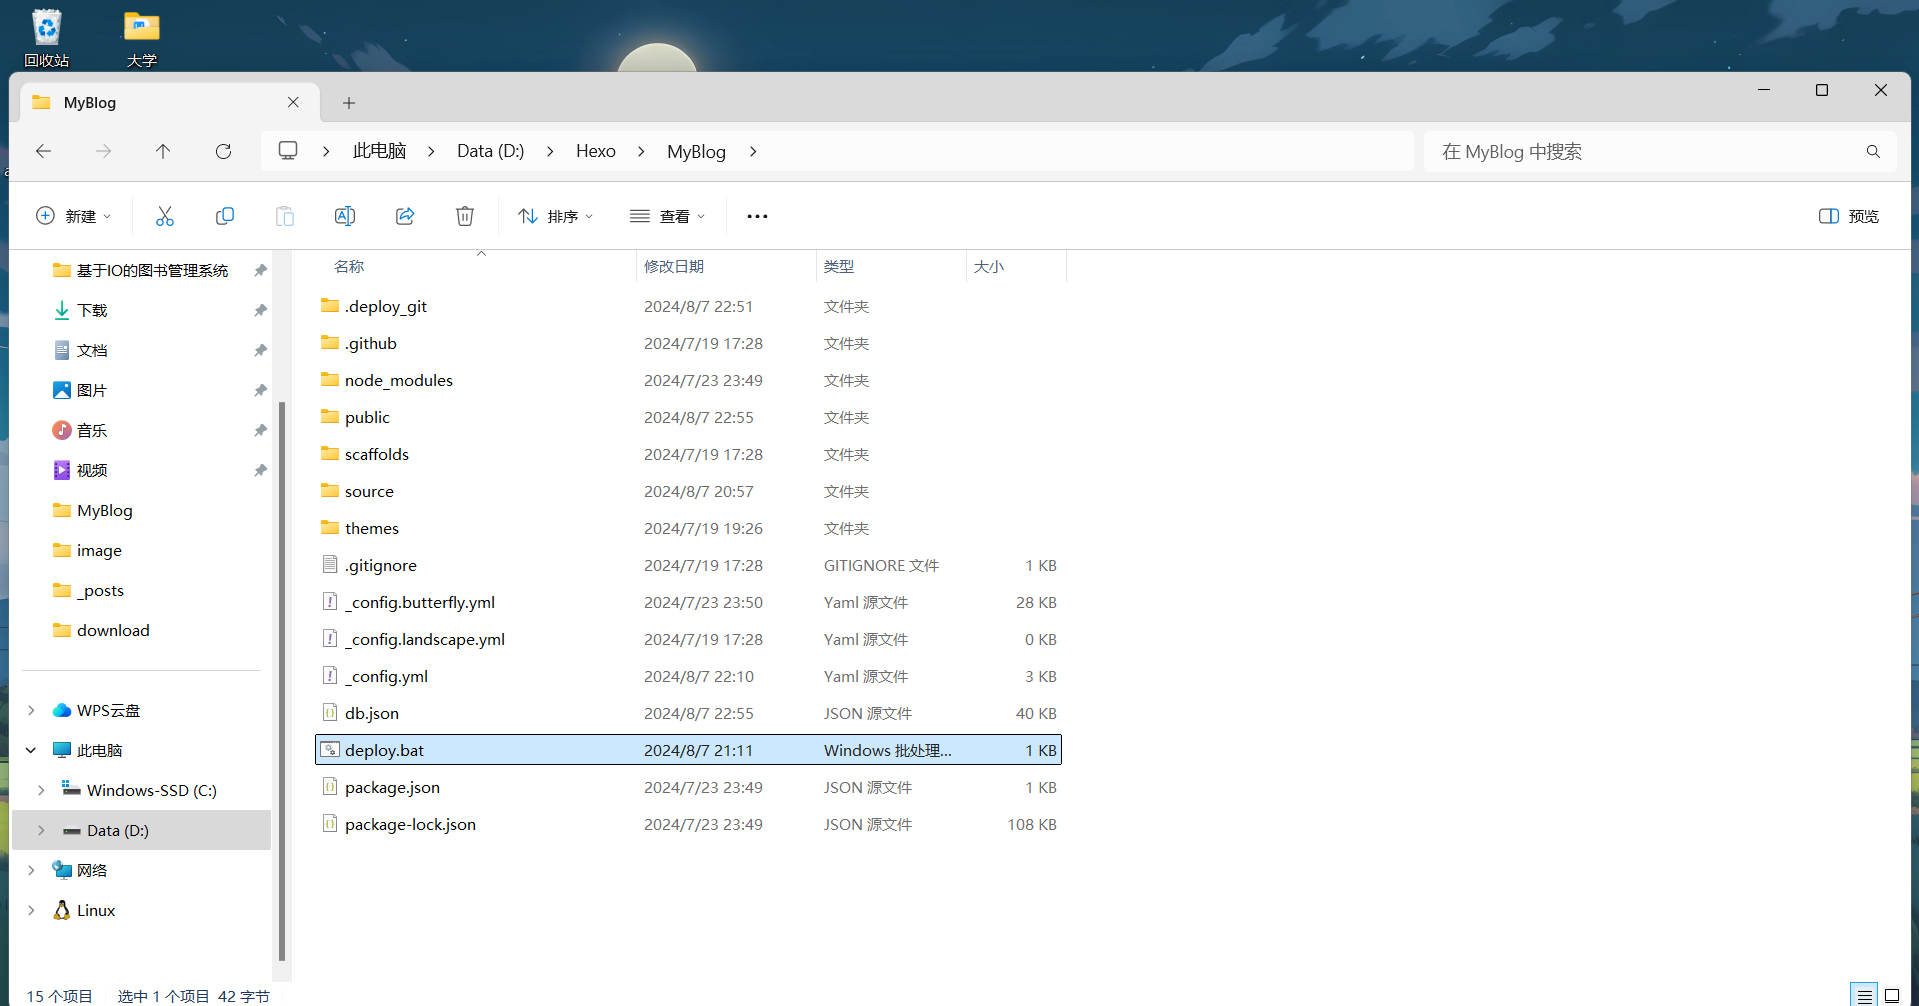 回收站
大学
MyBlog
此电脑 Data (D:) Hexo MyBlog
在 MyBlog 中搜索
新建 排序 查看 预览
基于IO的图书管理系统
下载
文档
图片
音乐
视频
MyBlog
image
_posts
download
WPS云盘
此电脑
Windows-SSD (C:)
Data (D:)
网络
Linux
名称 修改日期 类型 大小
.deploy_git 2024/8/7 22:51 文件夹
.github 2024/7/19 17:28 文件夹
node_modules 2024/7/23 23:49 文件夹
public 2024/8/7 22:55 文件夹
scaffolds 2024/7/19 17:28 文件夹
source 2024/8/7 20:57 文件夹
themes 2024/7/19 19:26 文件夹
.gitignore 2024/7/19 17:28 GITIGNORE 文件 1 KB
_config.butterfly.yml 2024/7/23 23:50 Yaml 源文件 28 KB
_config.landscape.yml 2024/7/19 17:28 Yaml 源文件 0 KB
_config.yml 2024/8/7 22:10 Yaml 源文件 3 KB
db.json 2024/8/7 22:55 JSON 源文件 40 KB
deploy.bat 2024/8/7 21:11 Windows 批处理... 1 KB
package.json 2024/7/23 23:49 JSON 源文件 1 KB
package-lock.json 2024/7/23 23:49 JSON 源文件 108 KB
15 个项目 选中 1 个项目 42 字节